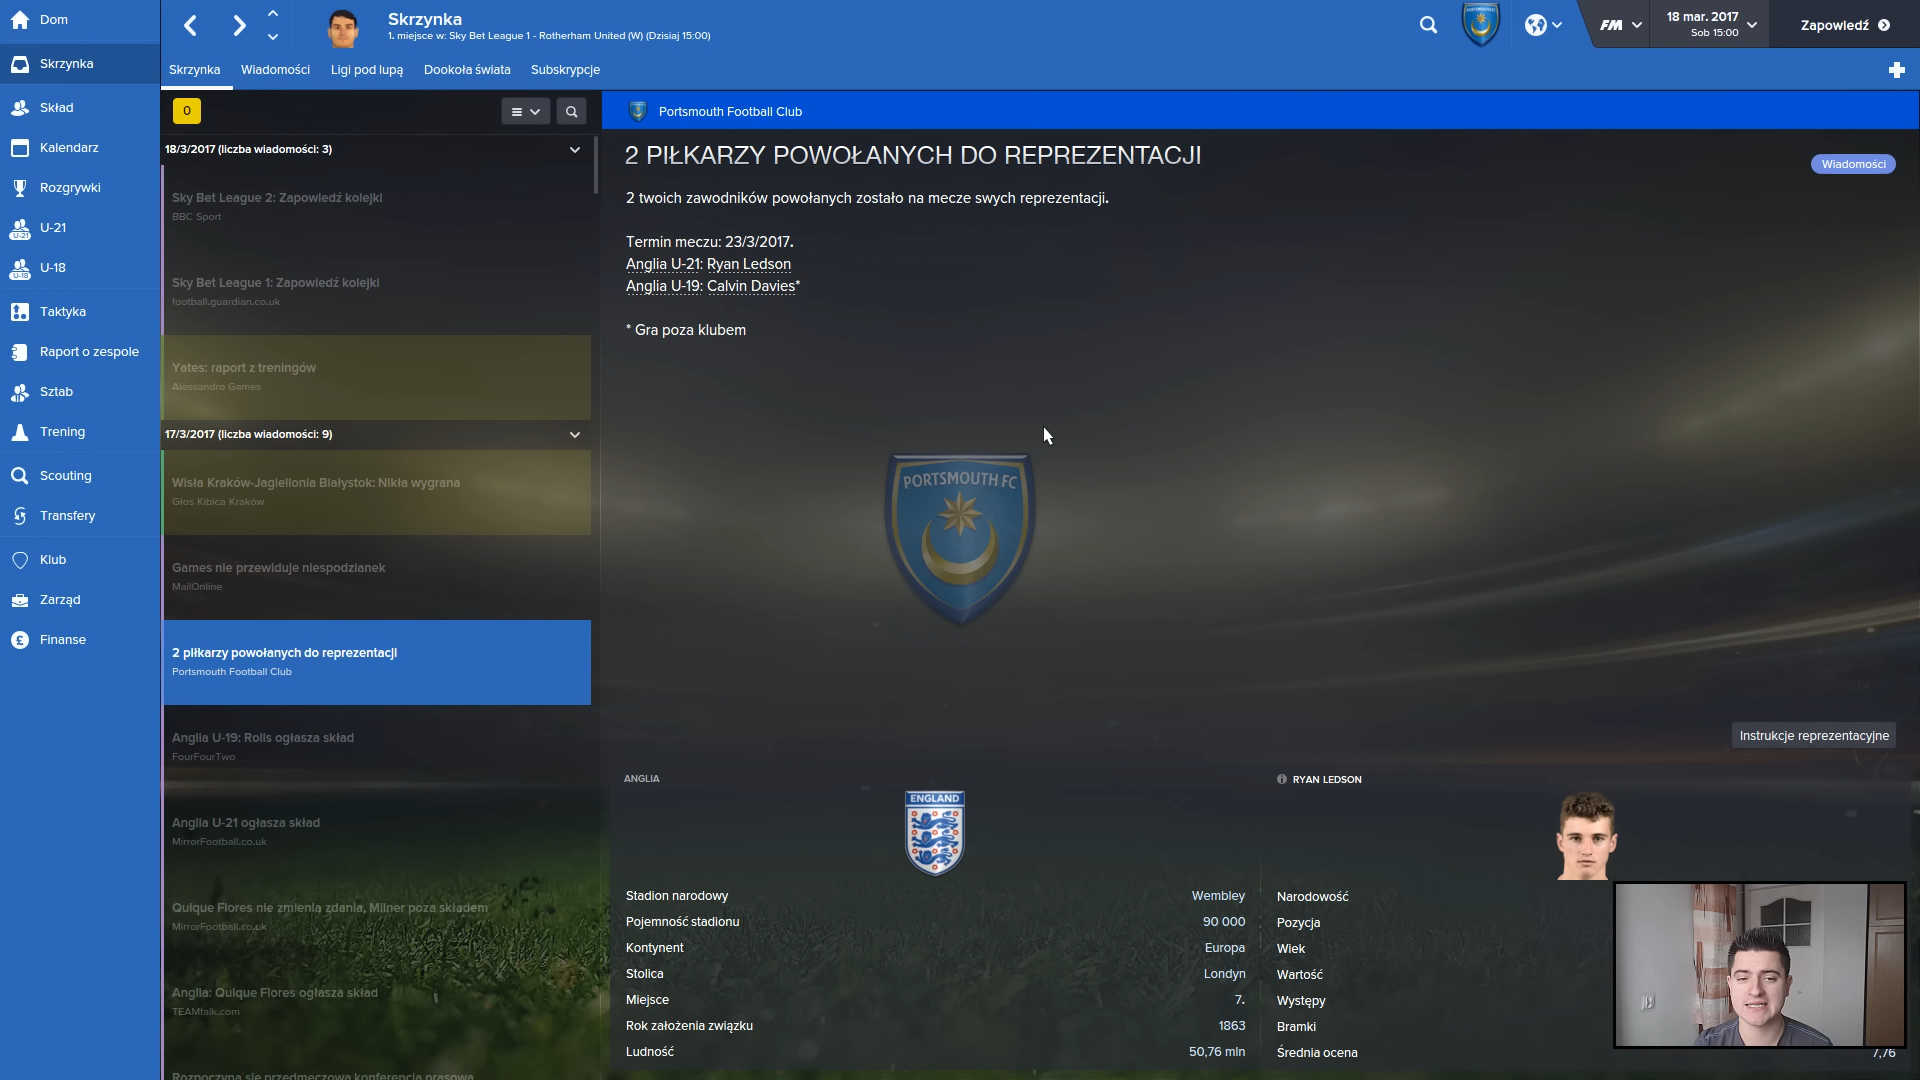 Dom
Skrzynka
Skład
Kalendarz
Rozgrywki
U-21
U-18
Taktyka
Raport o zespole
Sztab
Trening
Scouting
Transfery
Klub
Zarząd
Finanse
Skrzynka
1. miejsce w: Sky Bet League 1 - Rotherham United (W) (Dzisiaj 15:00)
FM
18 mar. 2017
Sob 15:00
Zapowiedź
Skrzynka
Wiadomości
Ligi pod lupą
Dookoła świata
Subskrypcje
0
18/3/2017 (liczba wiadomości: 3)
Sky Bet League 2: Zapowiedź kolejki
BBC Sport
Sky Bet League 1: Zapowiedź kolejki
football.guardian.co.uk
Yates: raport z treningów
Alessandro Games
17/3/2017 (liczba wiadomości: 9)
Wisła Kraków-Jagiellonia Białystok: Nikła wygrana
Głos Kibica Kraków
Games nie przewiduje niespodzianek
MailOnline
2 piłkarzy powołanych do reprezentacji
Portsmouth Football Club
Anglia U-19: Rolls ogłasza skład
FourFourTwo
Anglia U-21 ogłasza skład
MirrorFootball.co.uk
Quique Flores nie zmienia zdania, Milner poza składem
MirrorFootball.co.uk
Anglia: Quique Flores ogłasza skład
TEAMtalk.com
Rozpoczyna się przedmeczowa konferencja prasowa
Portsmouth Football Club
2 PIŁKARZY POWOŁANYCH DO REPREZENTACJI
Wiadomości
2 twoich zawodników powołanych zostało na mecze swych reprezentacji.
Termin meczu: 23/3/2017.
Anglia U-21: Ryan Ledson
Anglia U-19: Calvin Davies*
* Gra poza klubem
PORTSMOUTH FC
Instrukcje reprezentacyjne
ANGLIA
ENGLAND
Stadion narodowy Wembley
Pojemność stadionu 90 000
Kontynent Europa
Stolica Londyn
Miejsce 7.
Rok założenia związku 1863
Ludność 50,76 mln
RYAN LEDSON
Narodowość
Pozycja
Wiek
Wartość
Występy
Bramki
Średnia ocena 7,76